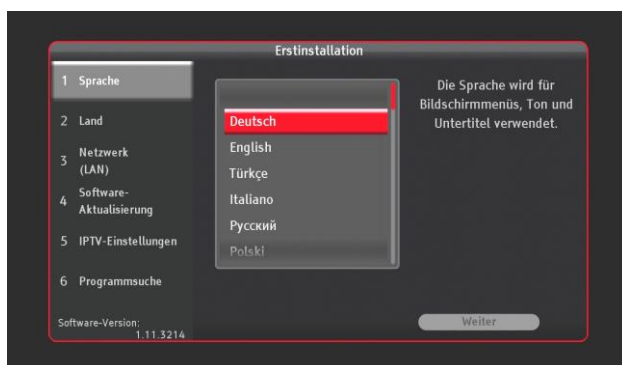 Erstinstallation
1 Sprache
2 Land
3 Netzwerk
(LAN)
4 Software-
Aktualisierung
5 IPTV-Einstellungen
6 Programmsuche
Software-Version:
1.11.3214
Deutsch
English
Türkçe
Italiano
Русский
Polski
Die Sprache wird für
Bildschirmmenüs, Ton und
Untertitel verwendet.
Weiter